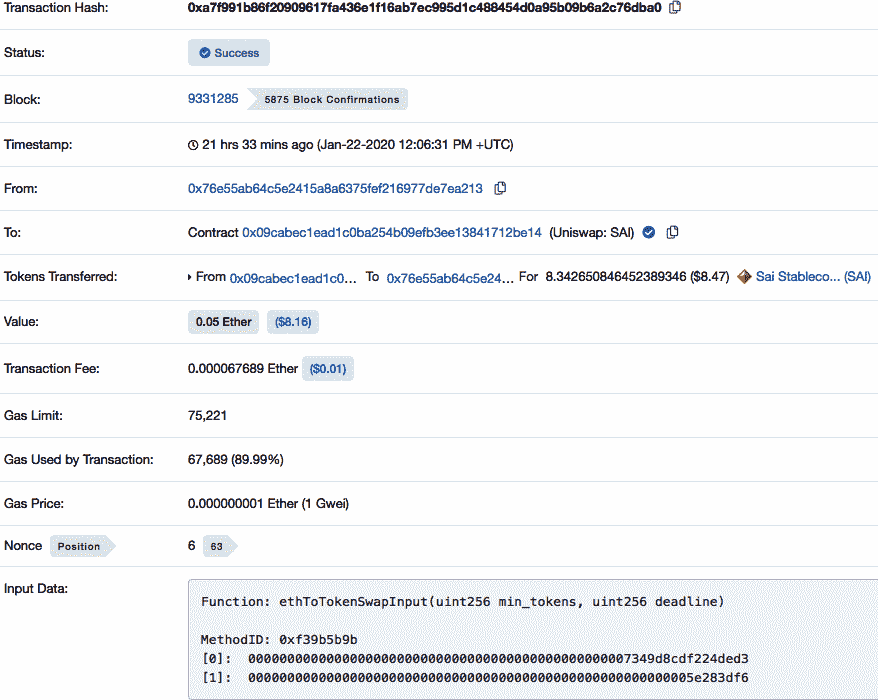 Transaction Hash: 0xa7f991b86f20909617fa436e1f16ab7ec995d1c488454d0a95b09b6a2c76dba0
Status: Success
Block: 9331285 5875 Block Confirmations
Timestamp: 21 hrs 33 mins ago (Jan-22-2020 12:06:31 PM +UTC)
From: 0x76e55ab64c5e2415a8a6375fef216977de7ea213
To: Contract 0x09cabec1ead1c0ba254b09efb3ee13841712be14 (Uniswap: SAI)
Tokens Transferred: From 0x09cabec1ead1c0... To 0x76e55ab64c5e24... For 8.342650846452389346 ($8.47) Sai Stableco... (SAI)
Value: 0.05 Ether ($8.16)
Transaction Fee: 0.000067689 Ether ($0.01)
Gas Limit: 75,221
Gas Used by Transaction: 67,689 (89.99%)
Gas Price: 0.000000001 Ether (1 Gwei)
Nonce Position 6 63
Input Data:
Function: ethToTokenSwapInput(uint256 min_tokens, uint256 deadline)
MethodID: 0xf39b5b9b
[0]: 0000000000000000000000000000000000000000000000007349d8cdf224ded3
[1]: 000000000000000000000000000000000000000000000000000000005e283df6